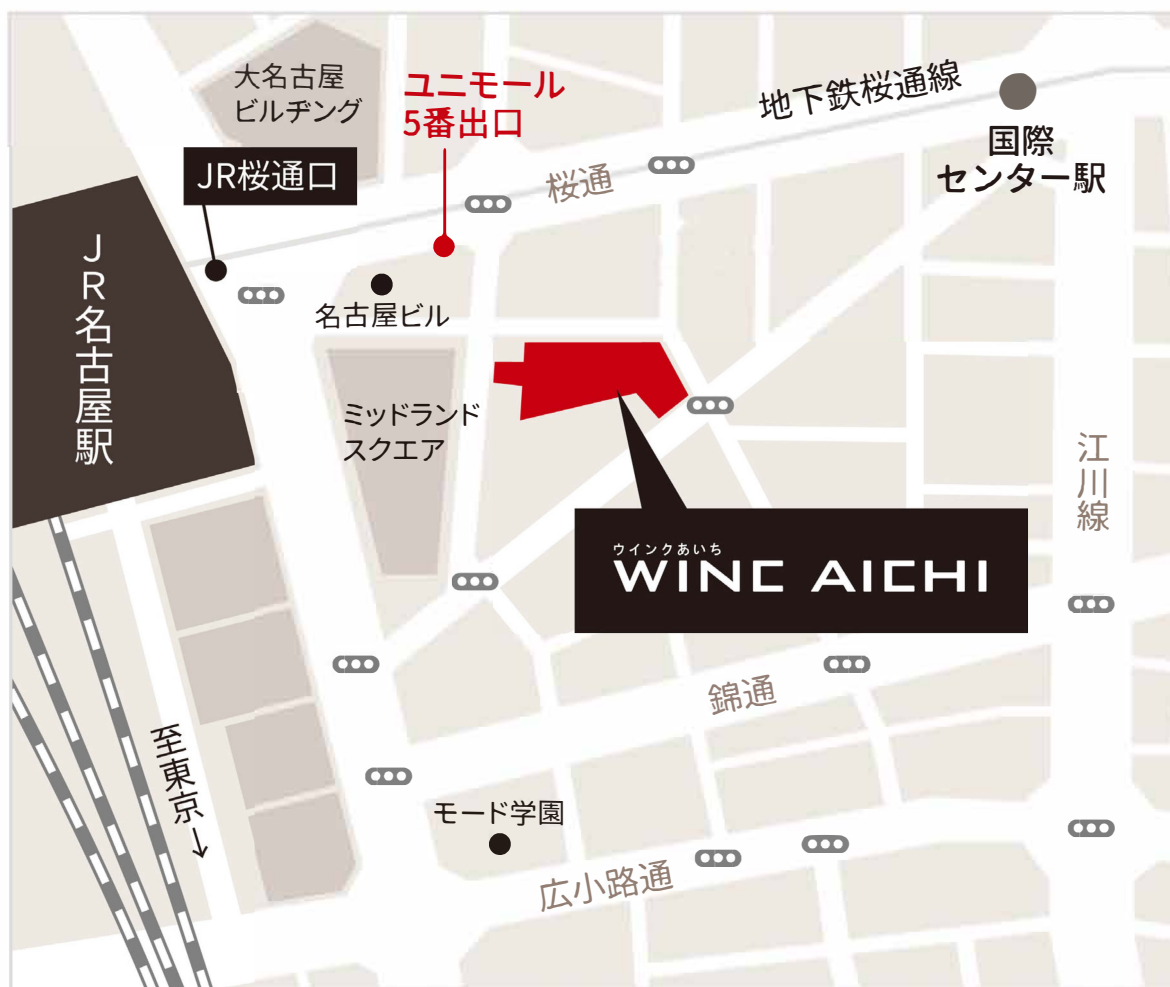 大名古屋
ビルヂング
ユニモール
5番出口
地下鉄桜通線
国際
センター駅
JR桜通口
桜通
JR名古屋駅
名古屋ビル
ミッドランド
スクエア
江川線
ウインクあいち
WINC AICHI
錦通
至東京→
モード学園
広小路通